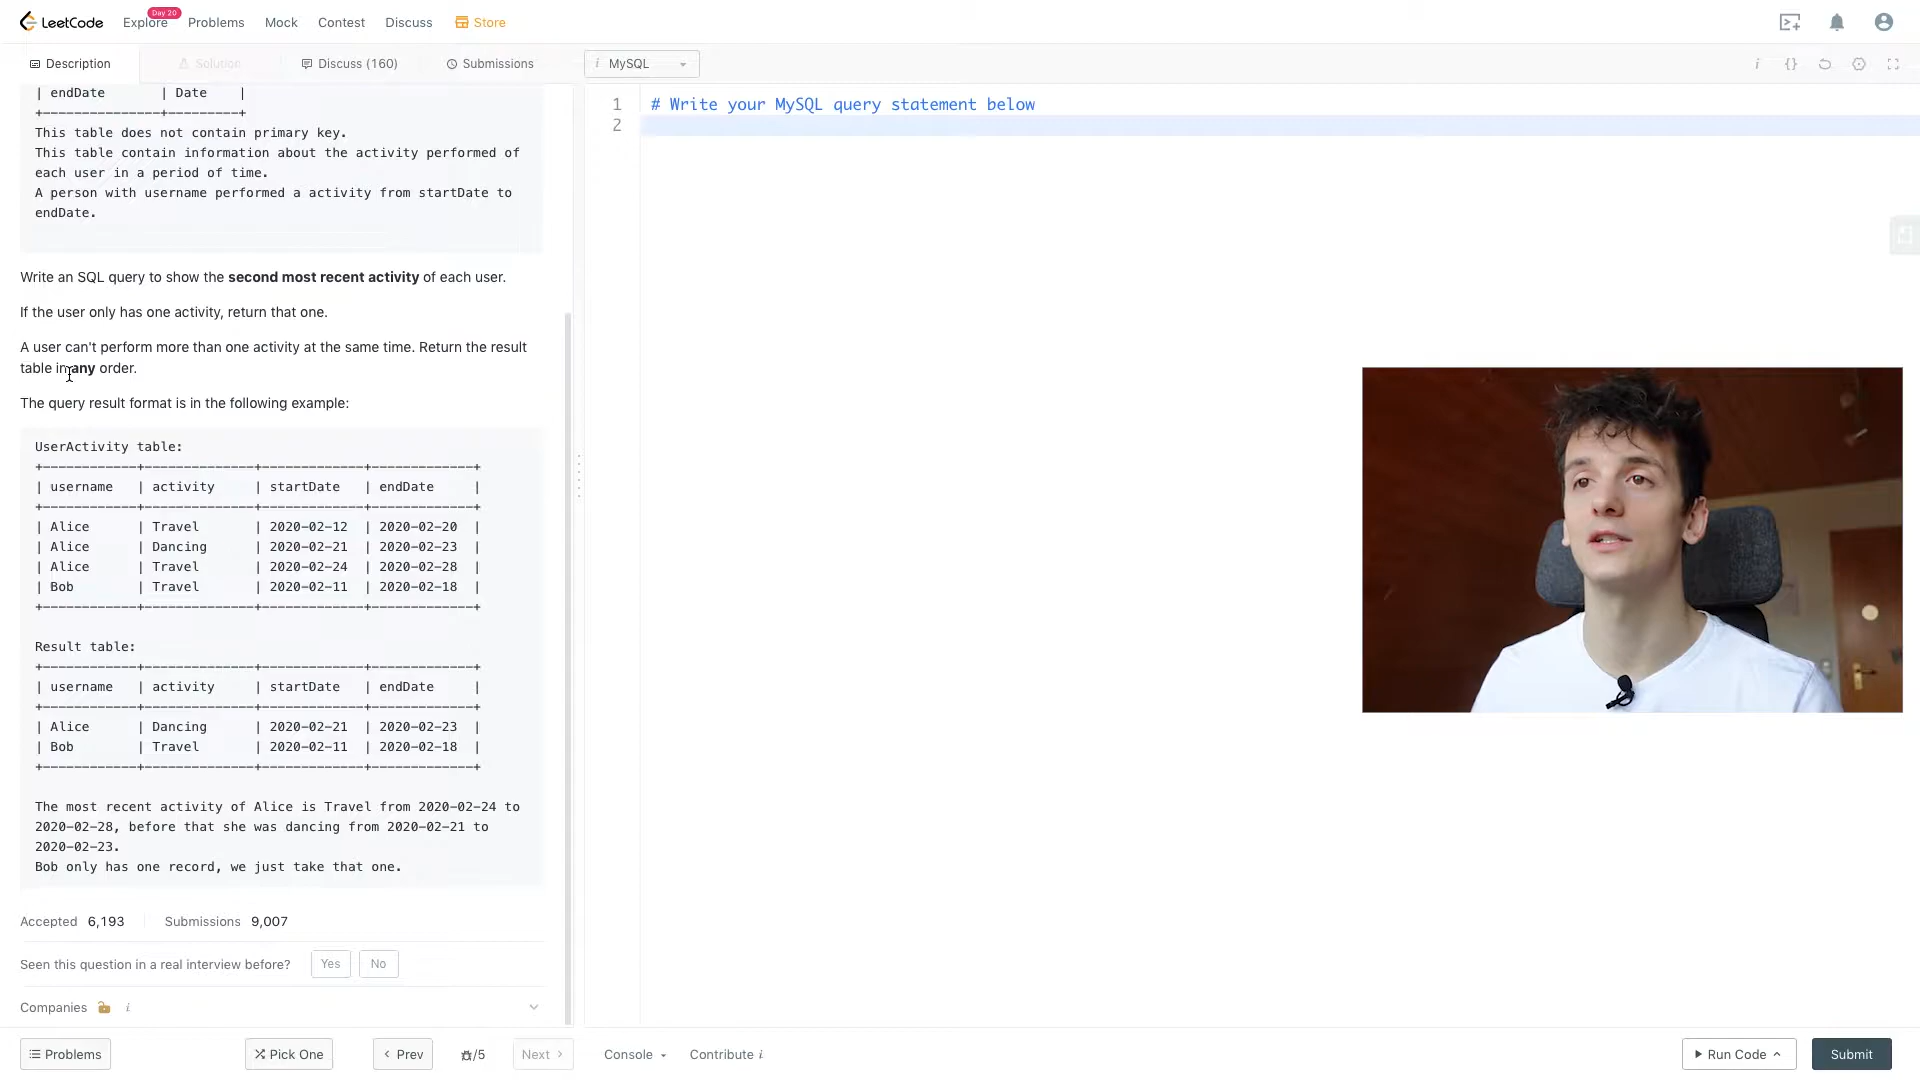 LeetCode Explore Day 20 Problems Mock Contest Discuss Store
Description Solution Discuss (160) Submissions i MySQL
| endDate | Date |
+———————————————+—————————+
This table does not contain primary key.
This table contain information about the activity performed of
each user in a period of time.
A person with username performed a activity from startDate to
endDate.
Write an SQL query to show the second most recent activity of each user.
If the user only has one activity, return that one.
A user can't perform more than one activity at the same time. Return the result
table in any order.
The query result format is in the following example:
UserActivity table:
+————————————+——————————————+—————————————+—————————————+
| username | activity | startDate | endDate |
+————————————+——————————————+—————————————+—————————————+
| Alice | Travel | 2020-02-12 | 2020-02-20 |
| Alice | Dancing | 2020-02-21 | 2020-02-23 |
| Alice | Travel | 2020-02-24 | 2020-02-28 |
| Bob | Travel | 2020-02-11 | 2020-02-18 |
+————————————+——————————————+—————————————+—————————————+
Result table:
+————————————+——————————————+—————————————+—————————————+
| username | activity | startDate | endDate |
+————————————+——————————————+—————————————+—————————————+
| Alice | Dancing | 2020-02-21 | 2020-02-23 |
| Bob | Travel | 2020-02-11 | 2020-02-18 |
+————————————+——————————————+—————————————+—————————————+
The most recent activity of Alice is Travel from 2020-02-24 to
2020-02-28, before that she was dancing from 2020-02-21 to
2020-02-23.
Bob only has one record, we just take that one.
Accepted 6,193 Submissions 9,007
Seen this question in a real interview before? Yes No
Companies i
1 # Write your MySQL query statement below
2
i {}
Problems Pick One < Prev /5 Next > Console Contribute i Run Code Submit